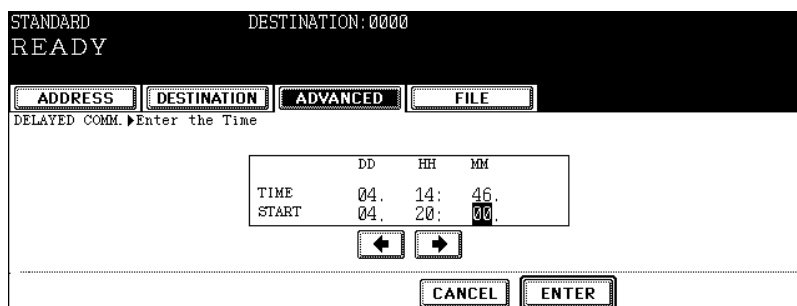 STANDARD DESTINATION:0000
READY
ADDRESS DESTINATION ADVANCED FILE
DELAYED COMM.▶Enter the Time
DD HH MM
TIME 04. 14: 46.
START 04. 20: 00.
CANCEL ENTER